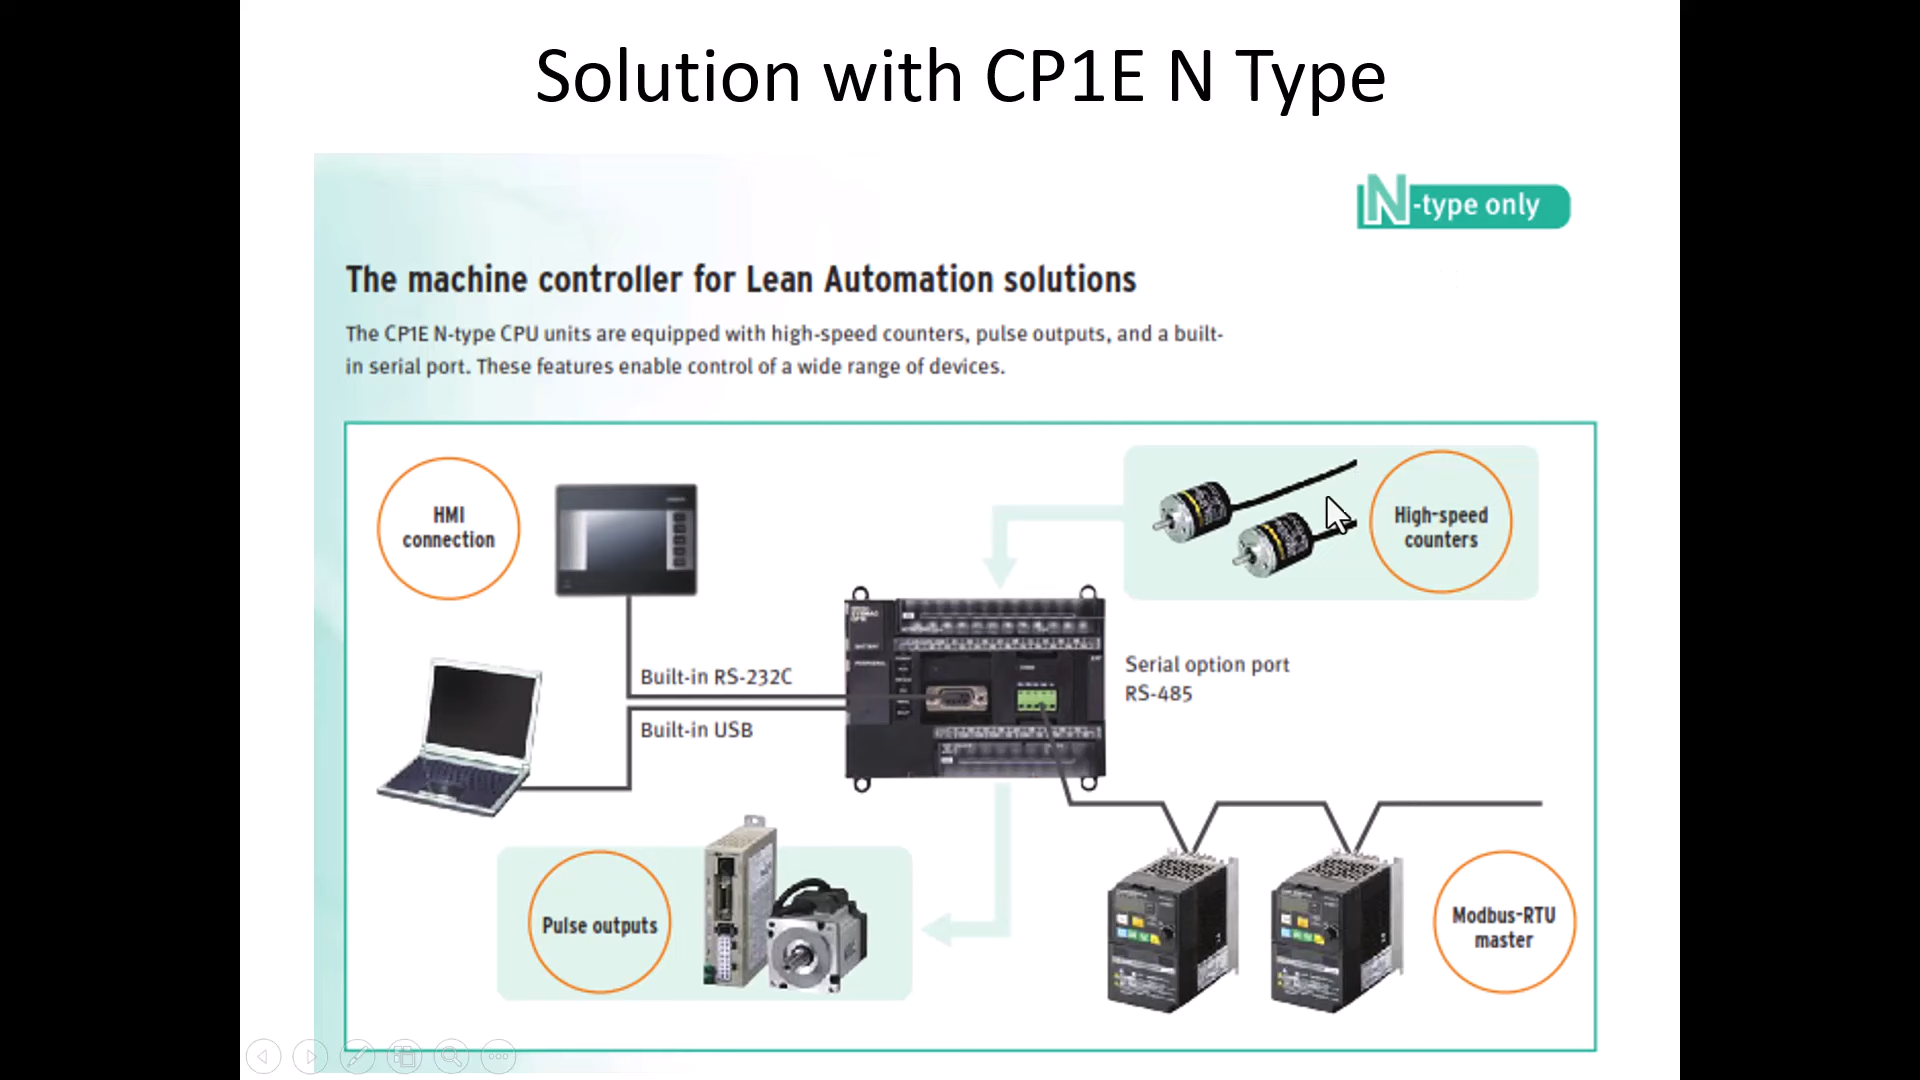 Solution with CP1E N Type
N-type only
The machine controller for Lean Automation solutions
The CP1E N-type CPU units are equipped with high-speed counters, pulse outputs, and a built-
in serial port. These features enable control of a wide range of devices.
HMI
connection
High-speed
counters
Built-in RS-232C
Built-in USB
Serial option port
RS-485
Pulse outputs
Modbus-RTU
master